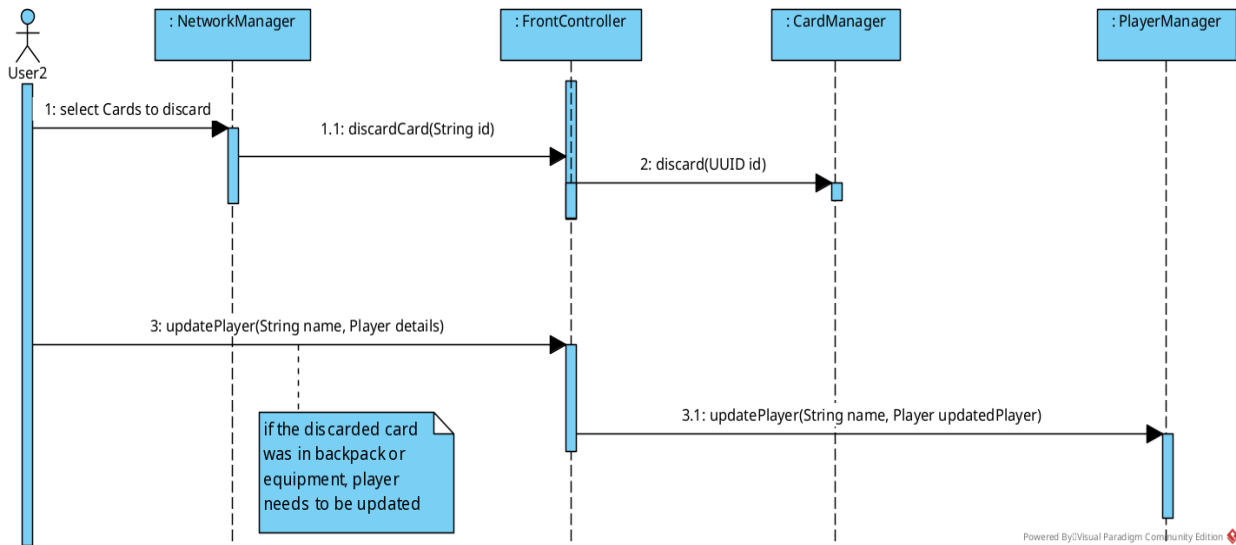 : NetworkManager
: FrontController
: CardManager
: PlayerManager
User2
1: select Cards to discard
1.1: discardCard(String id)
2: discard(UUID id)
3: updatePlayer(String name, Player details)
if the discarded card
was in backpack or
equipment, player
needs to be updated
3.1: updatePlayer(String name, Player updatedPlayer)
Powered By Visual Paradigm Community Edition